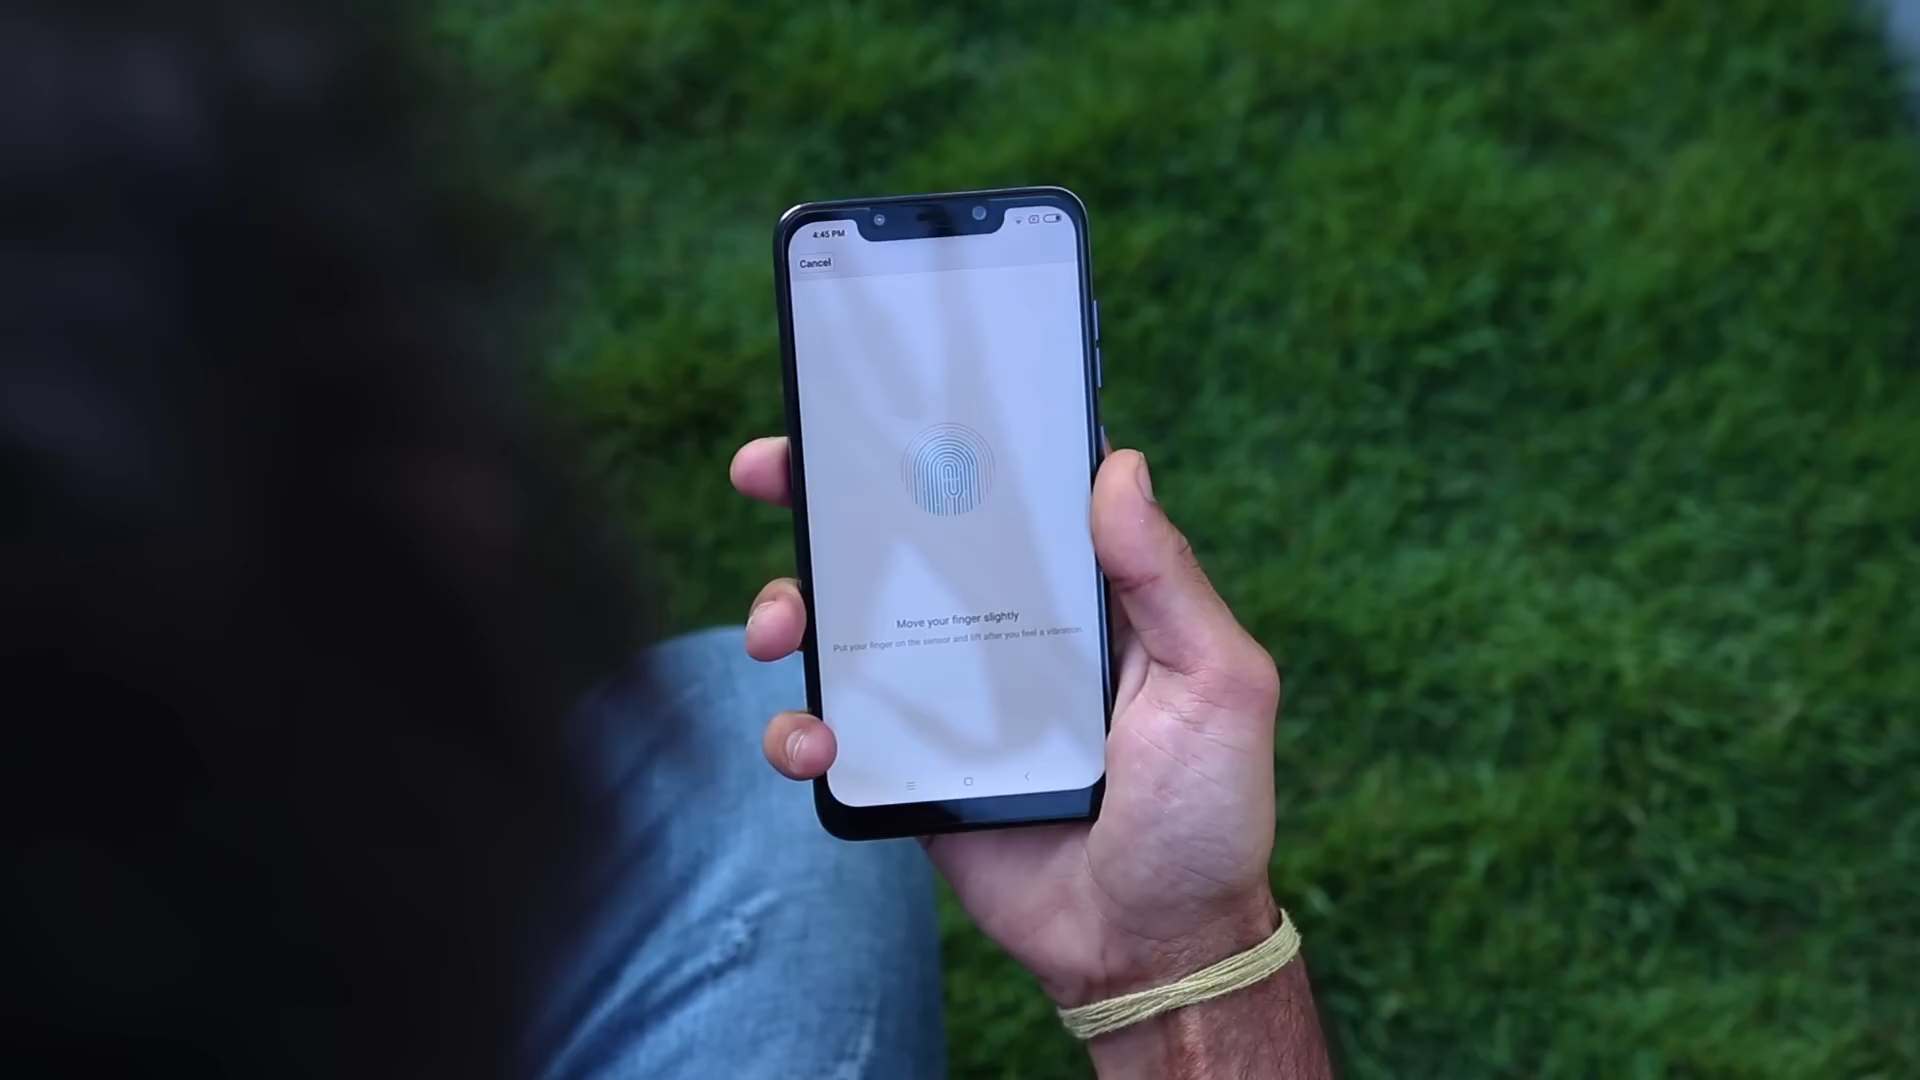 4:45 PM
Cancel
Move your finger slightly
Put your finger on the sensor and lift after you feel a vibration.